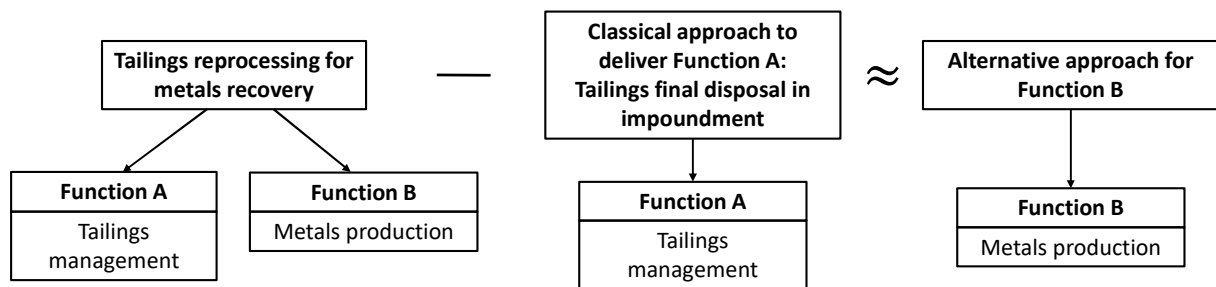 Tailings reprocessing for
metals recovery
Function A
Tailings
management
Function B
Metals production
—
Classical approach to
deliver Function A:
Tailings final disposal in
impoundment
Function A
Tailings
management
≈
Alternative approach for
Function B
Function B
Metals production